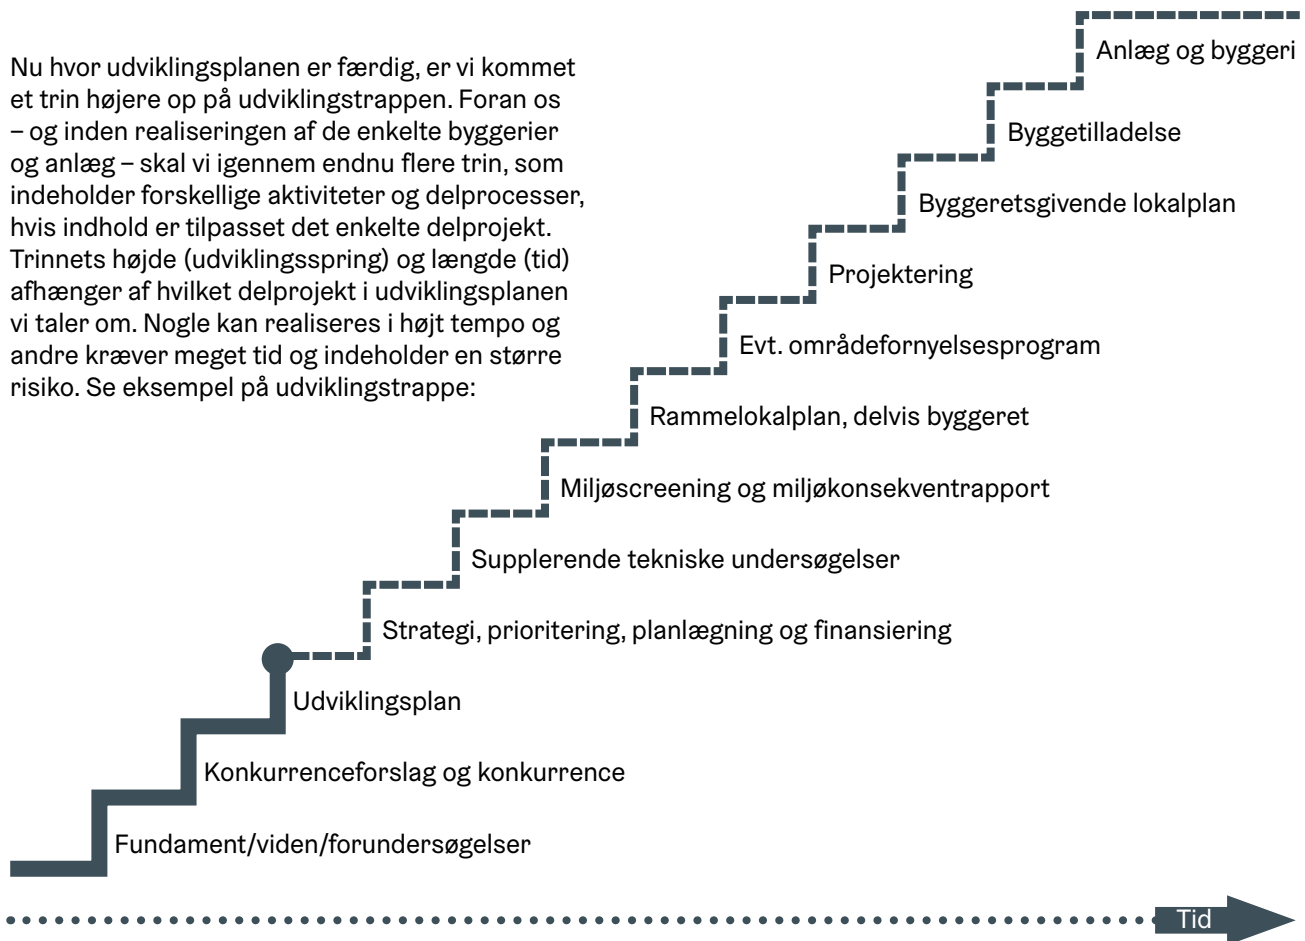 Nu hvor udviklingsplanen er færdig, er vi kommet
et trin højere op på udviklingstrappen. Foran os
– og inden realiseringen af de enkelte byggerier
og anlæg – skal vi igennem endnu flere trin, som
indeholder forskellige aktiviteter og delprocesser,
hvis indhold er tilpasset det enkelte delprojekt.
Trinnets højde (udviklingsspring) og længde (tid)
afhænger af hvilket delprojekt i udviklingsplanen
vi taler om. Nogle kan realiseres i højt tempo og
andre kræver meget tid og indeholder en større
risiko. Se eksempel på udviklingstrappe:
Anlæg og byggeri
Byggetilladelse
Byggeretsgivende lokalplan
Projektering
Evt. områdefornyelsesprogram
Rammelokalplan, delvis byggeret
Miljøscreening og miljøkonsekventrapport
Supplerende tekniske undersøgelser
Strategi, prioritering, planlægning og finansiering
Udviklingsplan
Konkurrenceforslag og konkurrence
Fundament/viden/forundersøgelser
Tid